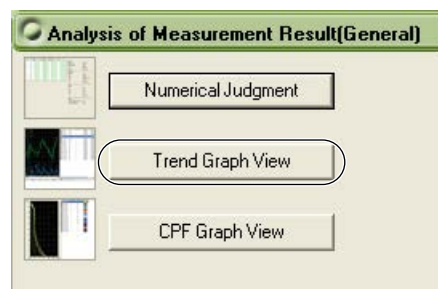 Analysis of Measurement Result(General)
Numerical Judgment
Trend Graph View
CPF Graph View